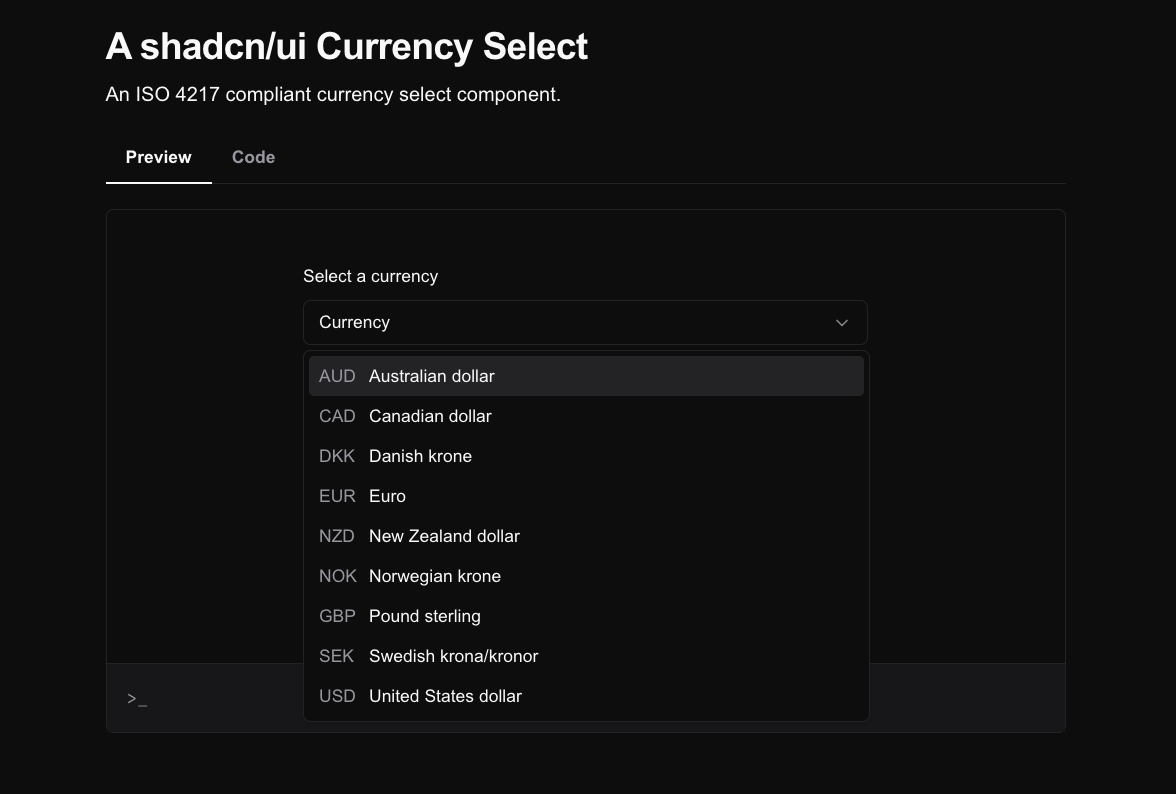 A shadcn/ui Currency Select
An ISO 4217 compliant currency select component.
Preview Code
Select a currency
Currency
AUD Australian dollar
CAD Canadian dollar
DKK Danish krone
EUR Euro
NZD New Zealand dollar
NOK Norwegian krone
GBP Pound sterling
SEK Swedish krona/kronor
USD United States dollar
>_